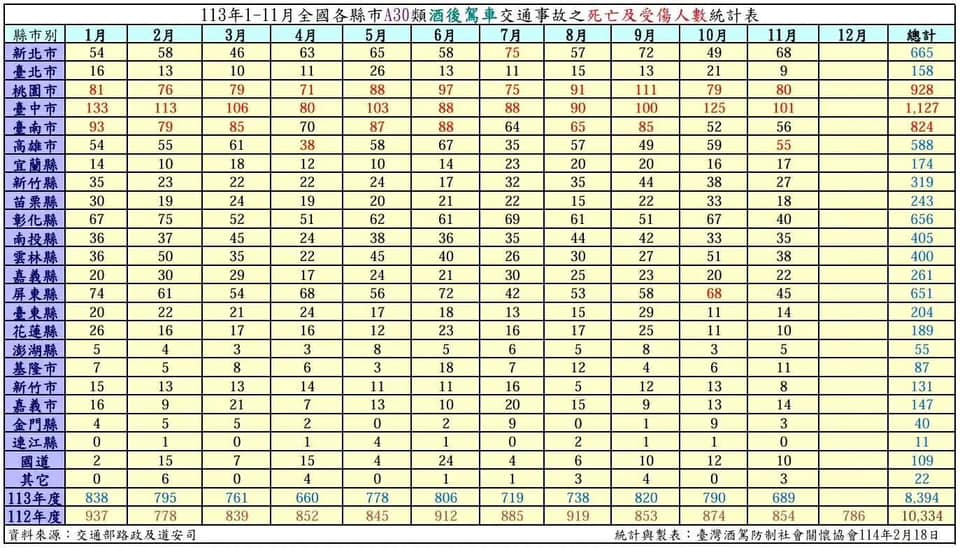 113年1-11月全國各縣市A30類酒後駕車交通事故之死亡及受傷人數統計表
縣市別 1月 2月 3月 4月 5月 6月 7月 8月 9月 10月 11月 12月 總計
新北市 54 58 46 63 65 58 75 57 72 49 68 665
臺北市 16 13 10 11 26 13 11 15 13 21 9 158
桃園市 81 76 79 71 88 97 75 91 111 79 80 928
臺中市 133 113 106 80 103 88 88 90 100 125 101 1,127
臺南市 93 79 85 70 87 88 64 65 85 52 56 824
高雄市 54 55 61 38 58 67 35 57 49 59 55 588
宜蘭縣 14 10 18 12 10 14 23 20 20 16 17 174
新竹縣 35 23 22 22 24 17 32 35 44 38 27 319
苗栗縣 30 19 24 19 20 21 22 15 22 33 18 243
彰化縣 67 75 52 51 62 61 69 61 51 67 40 656
南投縣 36 37 45 24 38 36 35 44 42 33 35 405
雲林縣 36 50 35 22 45 40 26 30 27 51 38 400
嘉義縣 20 30 29 17 24 21 30 25 23 20 22 261
屏東縣 74 61 54 68 56 72 42 53 58 68 45 651
臺東縣 20 22 21 24 17 18 13 15 29 11 14 204
花蓮縣 26 16 17 16 12 23 16 17 25 11 10 189
澎湖縣 5 4 3 3 8 5 6 5 8 3 5 55
基隆市 7 5 8 6 3 18 7 12 4 6 11 87
新竹市 15 13 13 14 11 11 16 5 12 13 8 131
嘉義市 16 9 21 7 13 10 20 15 9 13 14 147
金門縣 4 5 5 2 0 2 9 0 1 9 3 40
連江縣 0 1 0 1 4 1 0 2 1 1 0 11
國道 2 15 7 15 4 24 4 6 10 12 10 109
其它 0 6 0 4 0 1 1 3 4 0 3 22
113年度 838 795 761 660 778 806 719 738 820 790 689 8,394
112年度 937 778 839 852 845 912 885 919 853 874 854 786 10,334
資料來源：交通部路政及道安司 統計與製表：臺灣酒駕防制社會關懷協會114年2月18日